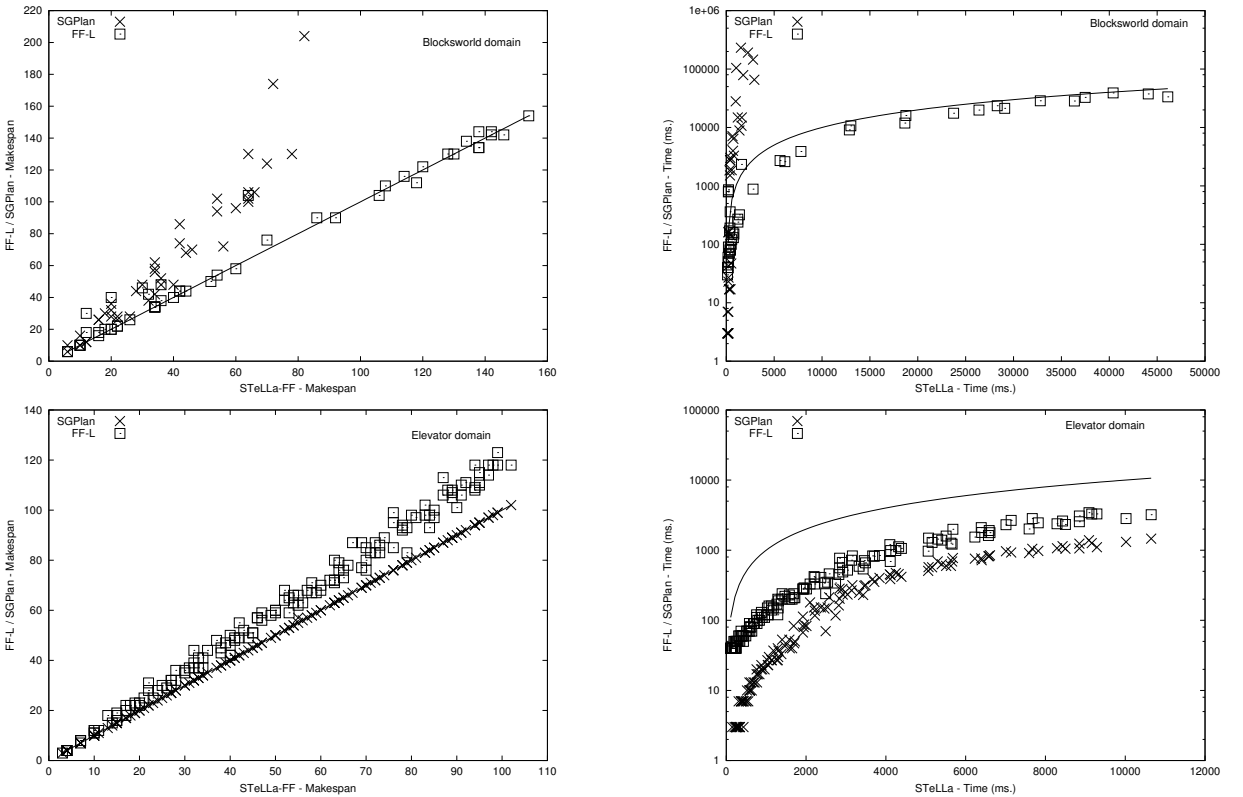 SGPlan
FF-L
Blocksworld domain
FF-L / SGPlan - Makespan
220
200
180
160
140
120
100
80
60
40
20
0
0 20 40 60 80 100 120 140 160
STeLLa-FF - Makespan
SGPlan
FF-L
Blocksworld domain
FF-L / SGPlan - Time (ms.)
1e+06
100000
10000
1000
100
10
1
0 5000 10000 15000 20000 25000 30000 35000 40000 45000 50000
STeLLa - Time (ms.)
SGPlan
FF-L
Elevator domain
FF-L / SGPlan - Makespan
140
120
100
80
60
40
20
0
0 10 20 30 40 50 60 70 80 90 100 110
STeLLa-FF - Makespan
SGPlan
FF-L
Elevator domain
FF-L / SGPlan - Time (ms.)
100000
10000
1000
100
10
1
0 2000 4000 6000 8000 10000 12000
STeLLa - Time (ms.)